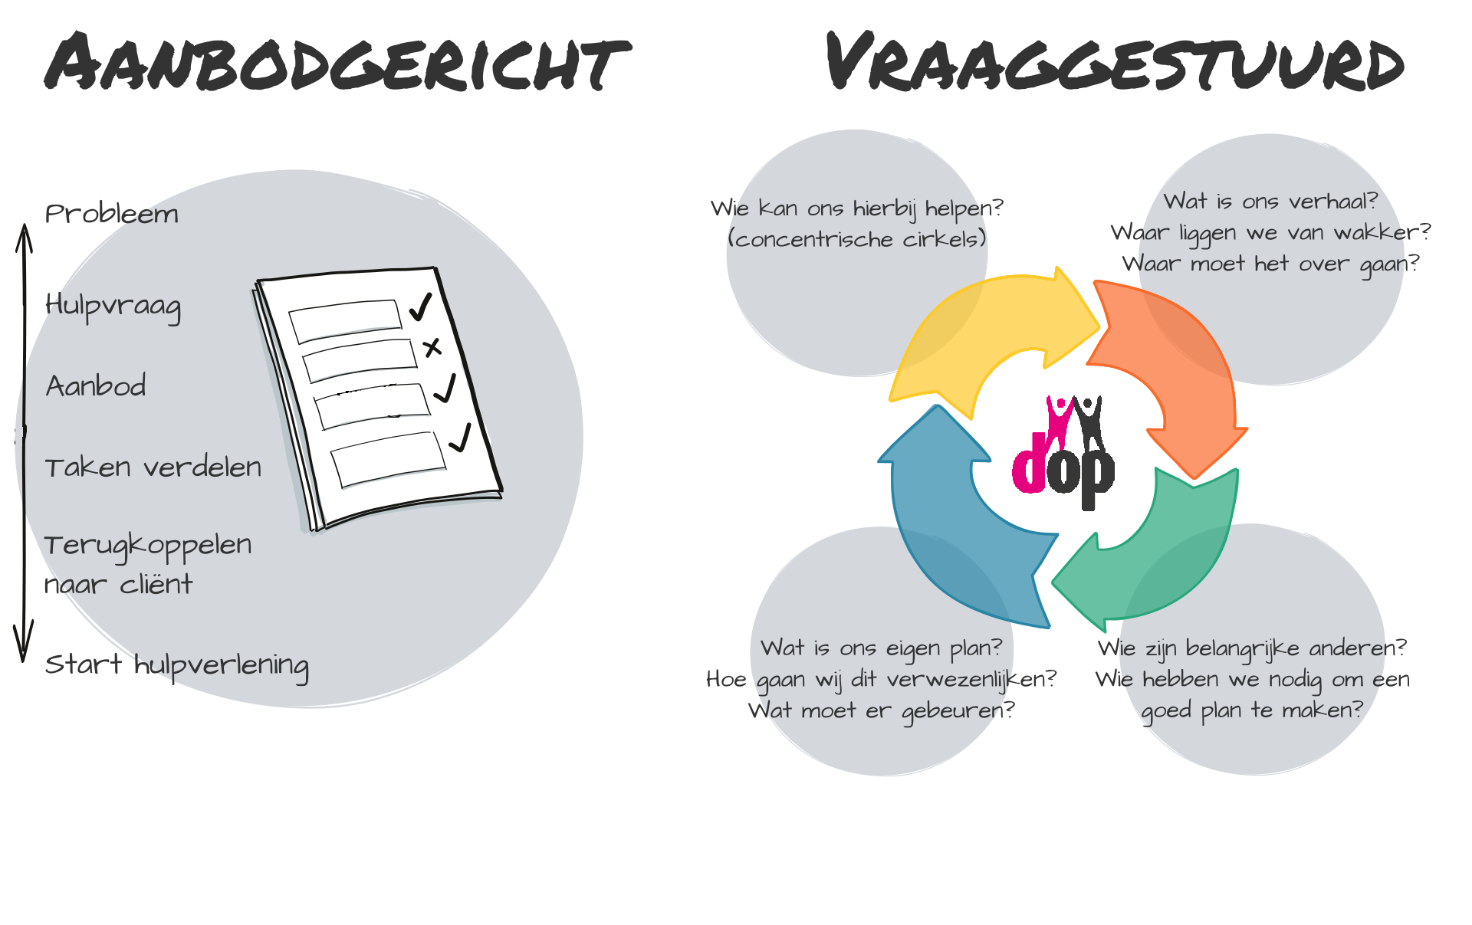 Aanbodgericht
Probleem
Hulpvraag
Aanbod
Taken verdelen
Terugkoppelen
naar cliënt
Start hulpverlening
Vraaggestuurd
Wie kan ons hierbij helpen?
(concentrische cirkels)
Wat is ons verhaal?
Waar liggen we van wakker?
Waar moet het over gaan?
dop
Wat is ons eigen plan?
Hoe gaan wij dit verwezenlijken?
Wat moet er gebeuren?
Wie zijn belangrijke anderen?
Wie hebben we nodig om een
goed plan te maken?